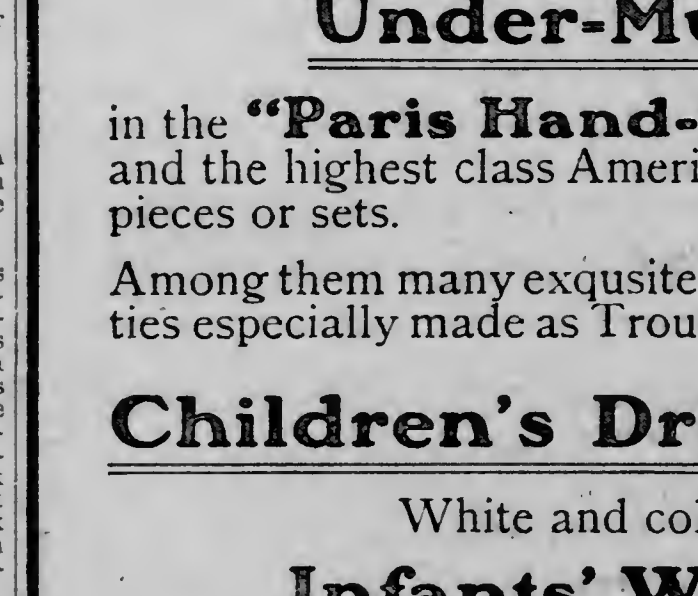 Under-Mu
in the “Paris Hand-
and the highest class Ameri
pieces or sets.
Among them many exqusite
ties especially made as Trou
Children’s Dr
White and col
Infants’ W